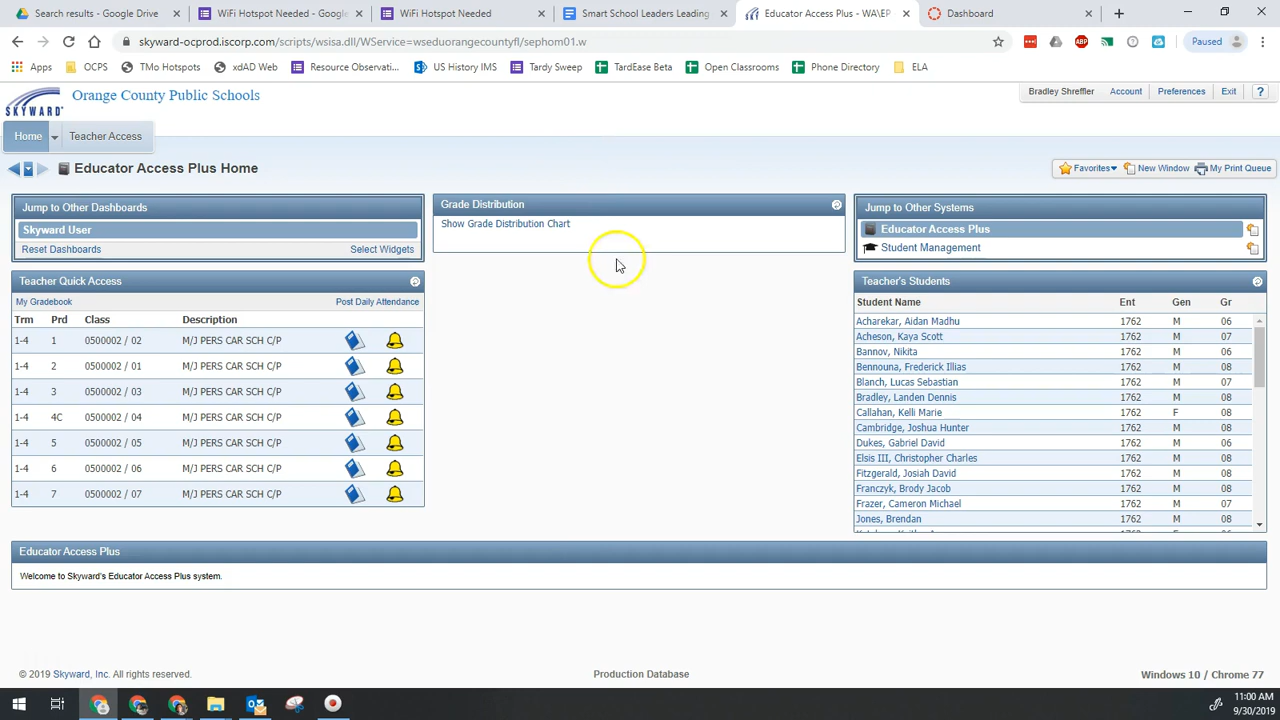 Search results - Google Drive
WiFi Hotspot Needed - Google
WiFi Hotspot Needed
Smart School Leaders Leading
Educator Access Plus - WA\EP
Dashboard
skyward-ocprod.iscorp.com/scripts/wsica.dll/WService=wseduorangecountyfl/sephom01.w
ABP
Paused
Apps
OCPS
TMo Hotspots
xdAD Web
Resource Observati...
US History IMS
Tardy Sweep
TardEase Beta
Open Classrooms
Phone Directory
ELA
SKYWARD
Orange County Public Schools
Bradley Shreffler
Account
Preferences
Exit
?
Home
Teacher Access
Educator Access Plus Home
Favorites
New Window
My Print Queue
Jump to Other Dashboards
Skyward User
Reset Dashboards
Select Widgets
Teacher Quick Access
My Gradebook
Post Daily Attendance
Trm Prd Class Description
1-4 1 0500002 / 02 M/J PERS CAR SCH C/P
1-4 2 0500002 / 01 M/J PERS CAR SCH C/P
1-4 3 0500002 / 03 M/J PERS CAR SCH C/P
1-4 4C 0500002 / 04 M/J PERS CAR SCH C/P
1-4 5 0500002 / 05 M/J PERS CAR SCH C/P
1-4 6 0500002 / 06 M/J PERS CAR SCH C/P
1-4 7 0500002 / 07 M/J PERS CAR SCH C/P
Grade Distribution
Show Grade Distribution Chart
Jump to Other Systems
Educator Access Plus
Student Management
Teacher's Students
Student Name Ent Gen Gr
Acharekar, Aidan Madhu 1762 M 06
Acheson, Kaya Scott 1762 M 07
Bannov, Nikita 1762 M 06
Bennouna, Frederick Illias 1762 M 08
Blanch, Lucas Sebastian 1762 M 07
Bradley, Landen Dennis 1762 M 08
Callahan, Kelli Marie 1762 F 08
Cambridge, Joshua Hunter 1762 M 08
Dukes, Gabriel David 1762 M 06
Elsis III, Christopher Charles 1762 M 08
Fitzgerald, Josiah David 1762 M 08
Franczyk, Brody Jacob 1762 M 08
Frazer, Cameron Michael 1762 M 08
Jones, Brendan 1762 M 08
Educator Access Plus
Welcome to Skyward's Educator Access Plus system.
© 2019 Skyward, Inc. All rights reserved.
Production Database
Windows 10 / Chrome 77
11:00 AM
9/30/2019